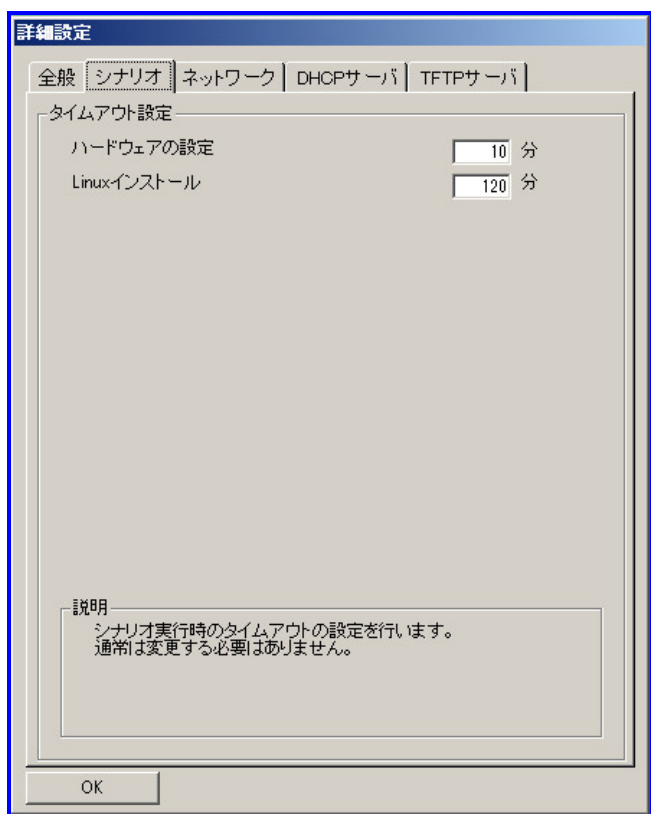 詳細設定
全般 シナリオ ネットワーク DHCPサーバ TFTPサーバ
タイムアウト設定
ハードウェアの設定 10 分
Linuxインストール 120 分
説明
シナリオ実行時のタイムアウトの設定を行います。
通常は変更する必要はありません。
OK